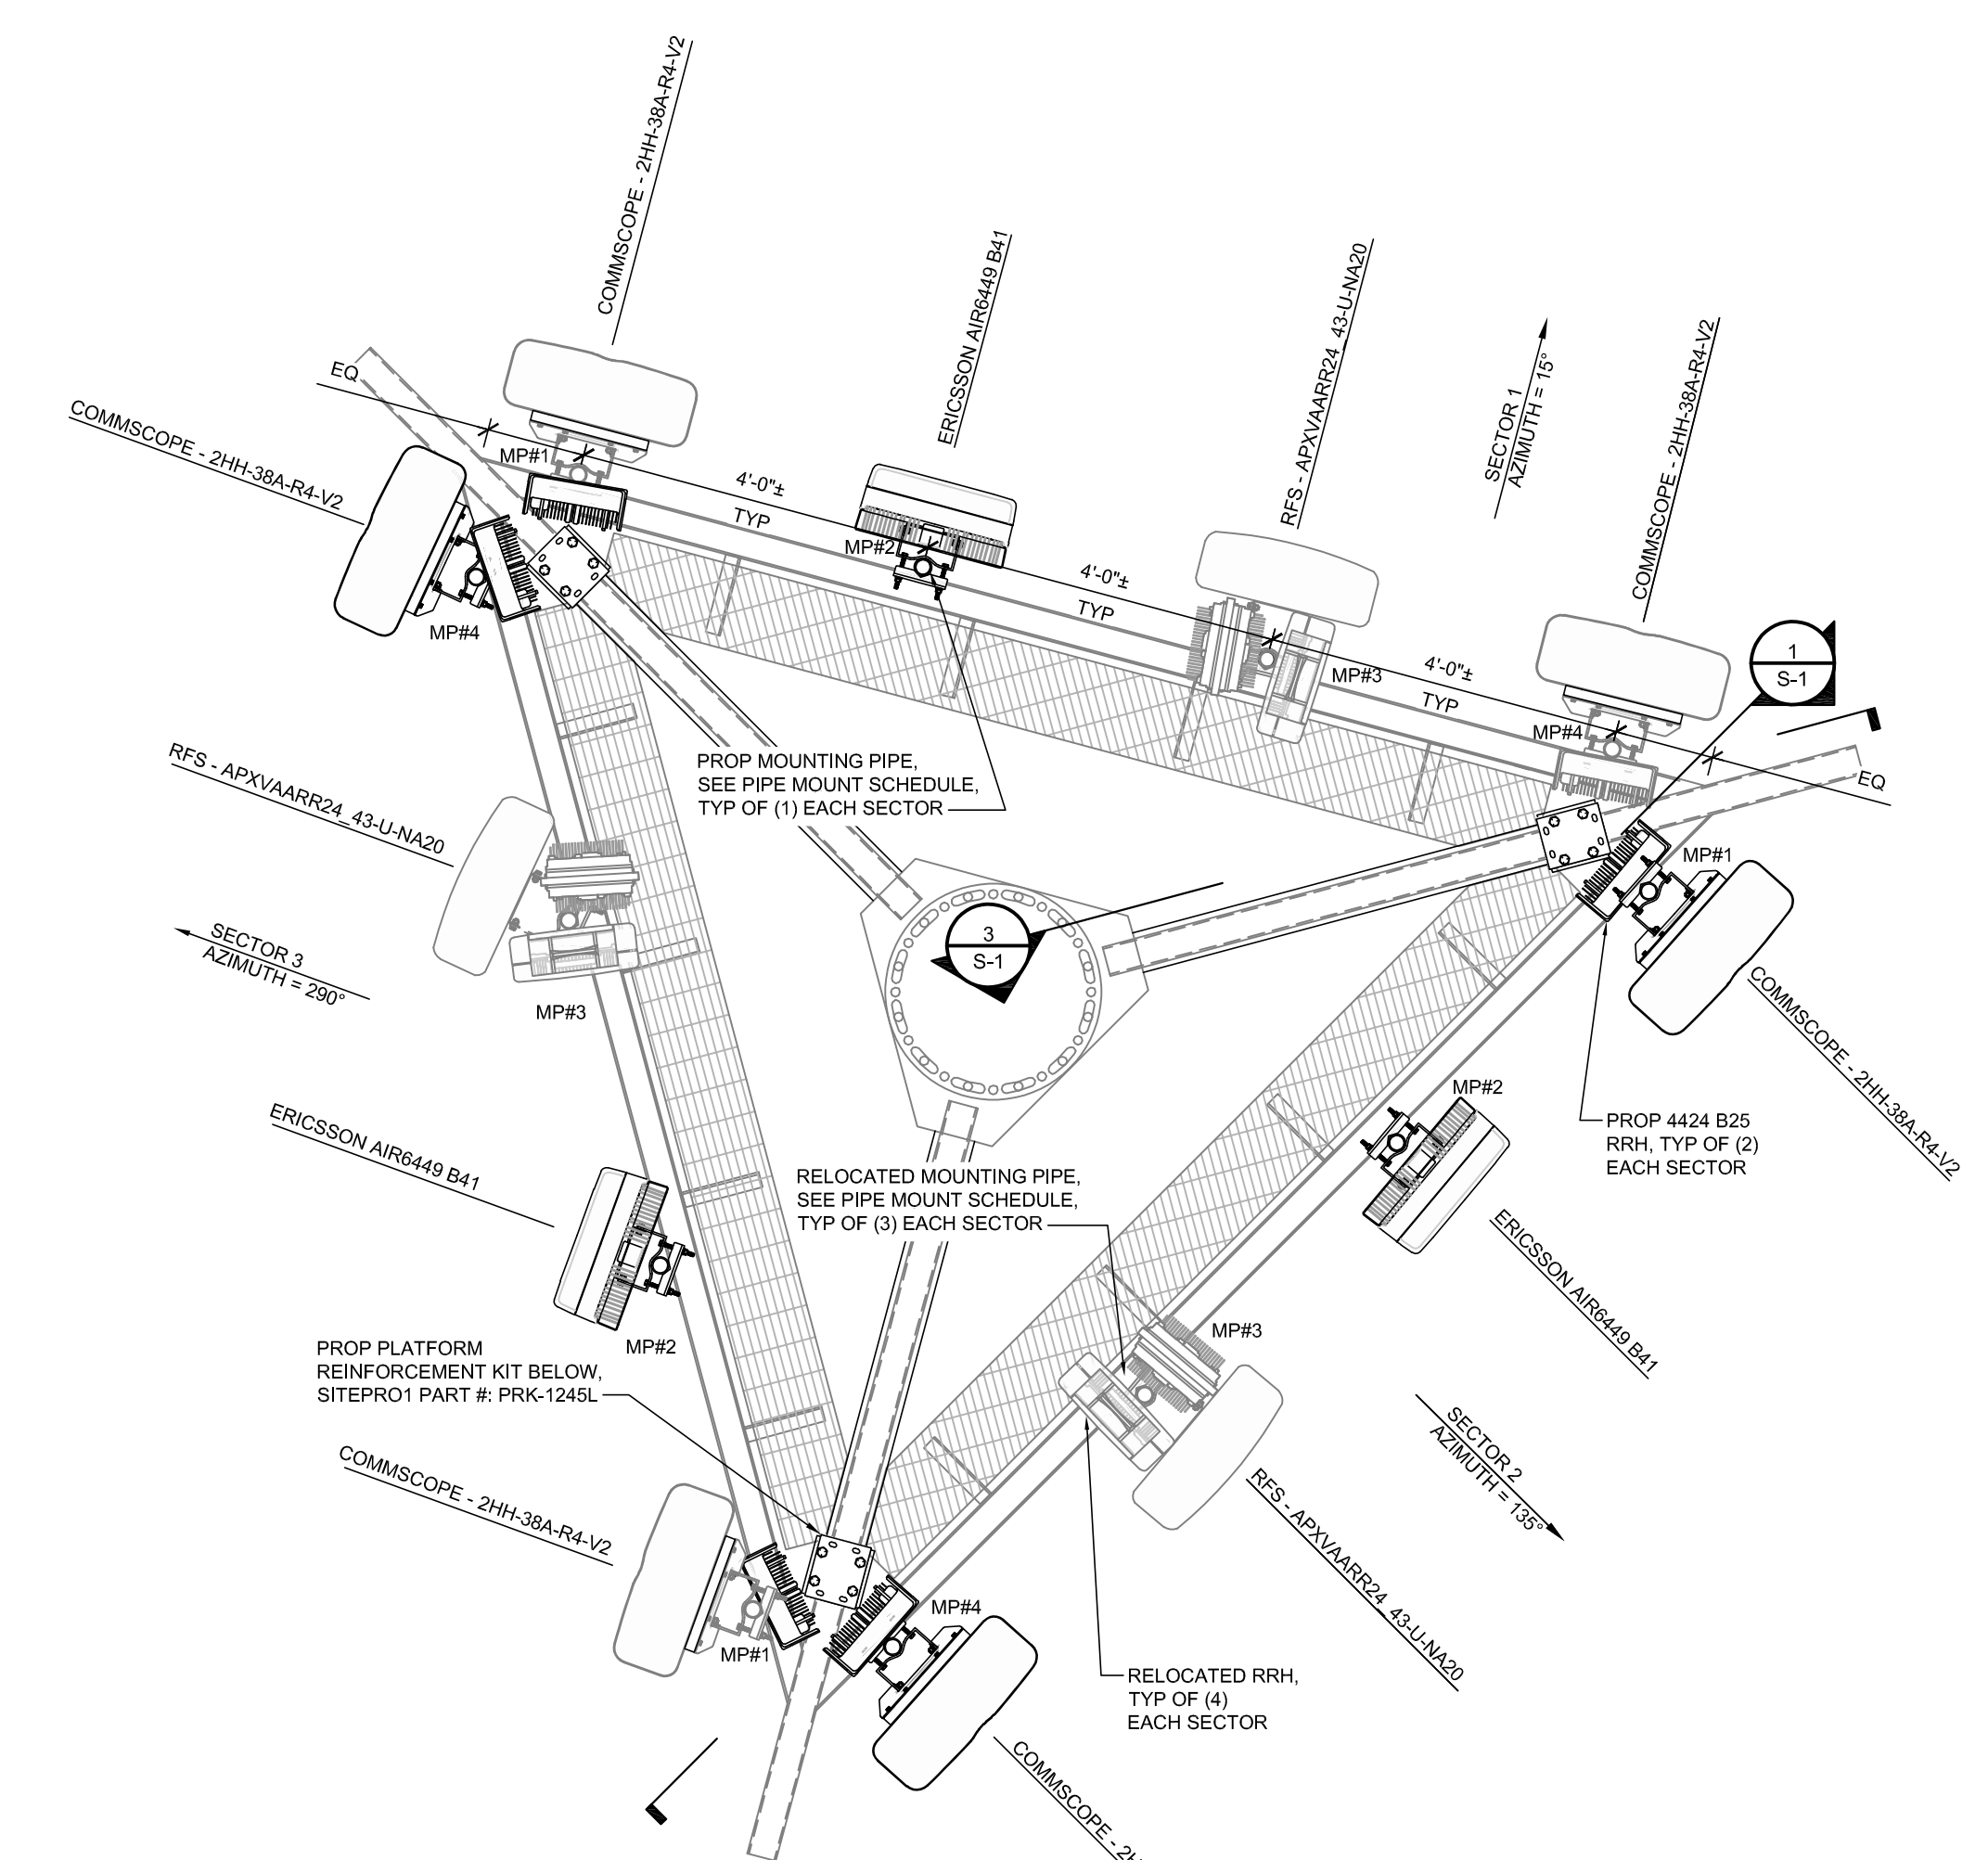 COMMSCOPE - 2HH-38A-R4-V2
ERICSSON AIR6449 B41
RFS - APXVAARR24_43-U-NA20
COMMSCOPE - 2HH-38A-R4-V2
SECTOR 1
AZIMUTH = 15°
EQ
COMMSCOPE - 2HH-38A-R4-V2
MP#1
4'-0"±
TYP
MP#2
4'-0"±
TYP
MP#3
4'-0"±
TYP
MP#4
EQ
1
S-1
MP#4
PROP MOUNTING PIPE,
SEE PIPE MOUNT SCHEDULE,
TYP OF (1) EACH SECTOR
RFS - APXVAARR24_43-U-NA20
MP#1
COMMSCOPE - 2HH-38A-R4-V2
3
S-1
SECTOR 3
AZIMUTH = 290°
MP#3
MP#2
PROP 4424 B25
RRH, TYP OF (2)
EACH SECTOR
ERICSSON AIR6449 B41
RELOCATED MOUNTING PIPE,
SEE PIPE MOUNT SCHEDULE,
TYP OF (3) EACH SECTOR
ERICSSON AIR6449 B41
MP#2
MP#3
PROP PLATFORM
REINFORCEMENT KIT BELOW,
SITEPRO1 PART #: PRK-1245L
SECTOR 2
AZIMUTH = 135°
COMMSCOPE - 2HH-38A-R4-V2
RFS - APXVAARR24_43-U-NA20
MP#1
MP#4
RELOCATED RRH,
TYP OF (4)
EACH SECTOR
COMMSCOPE - 2H